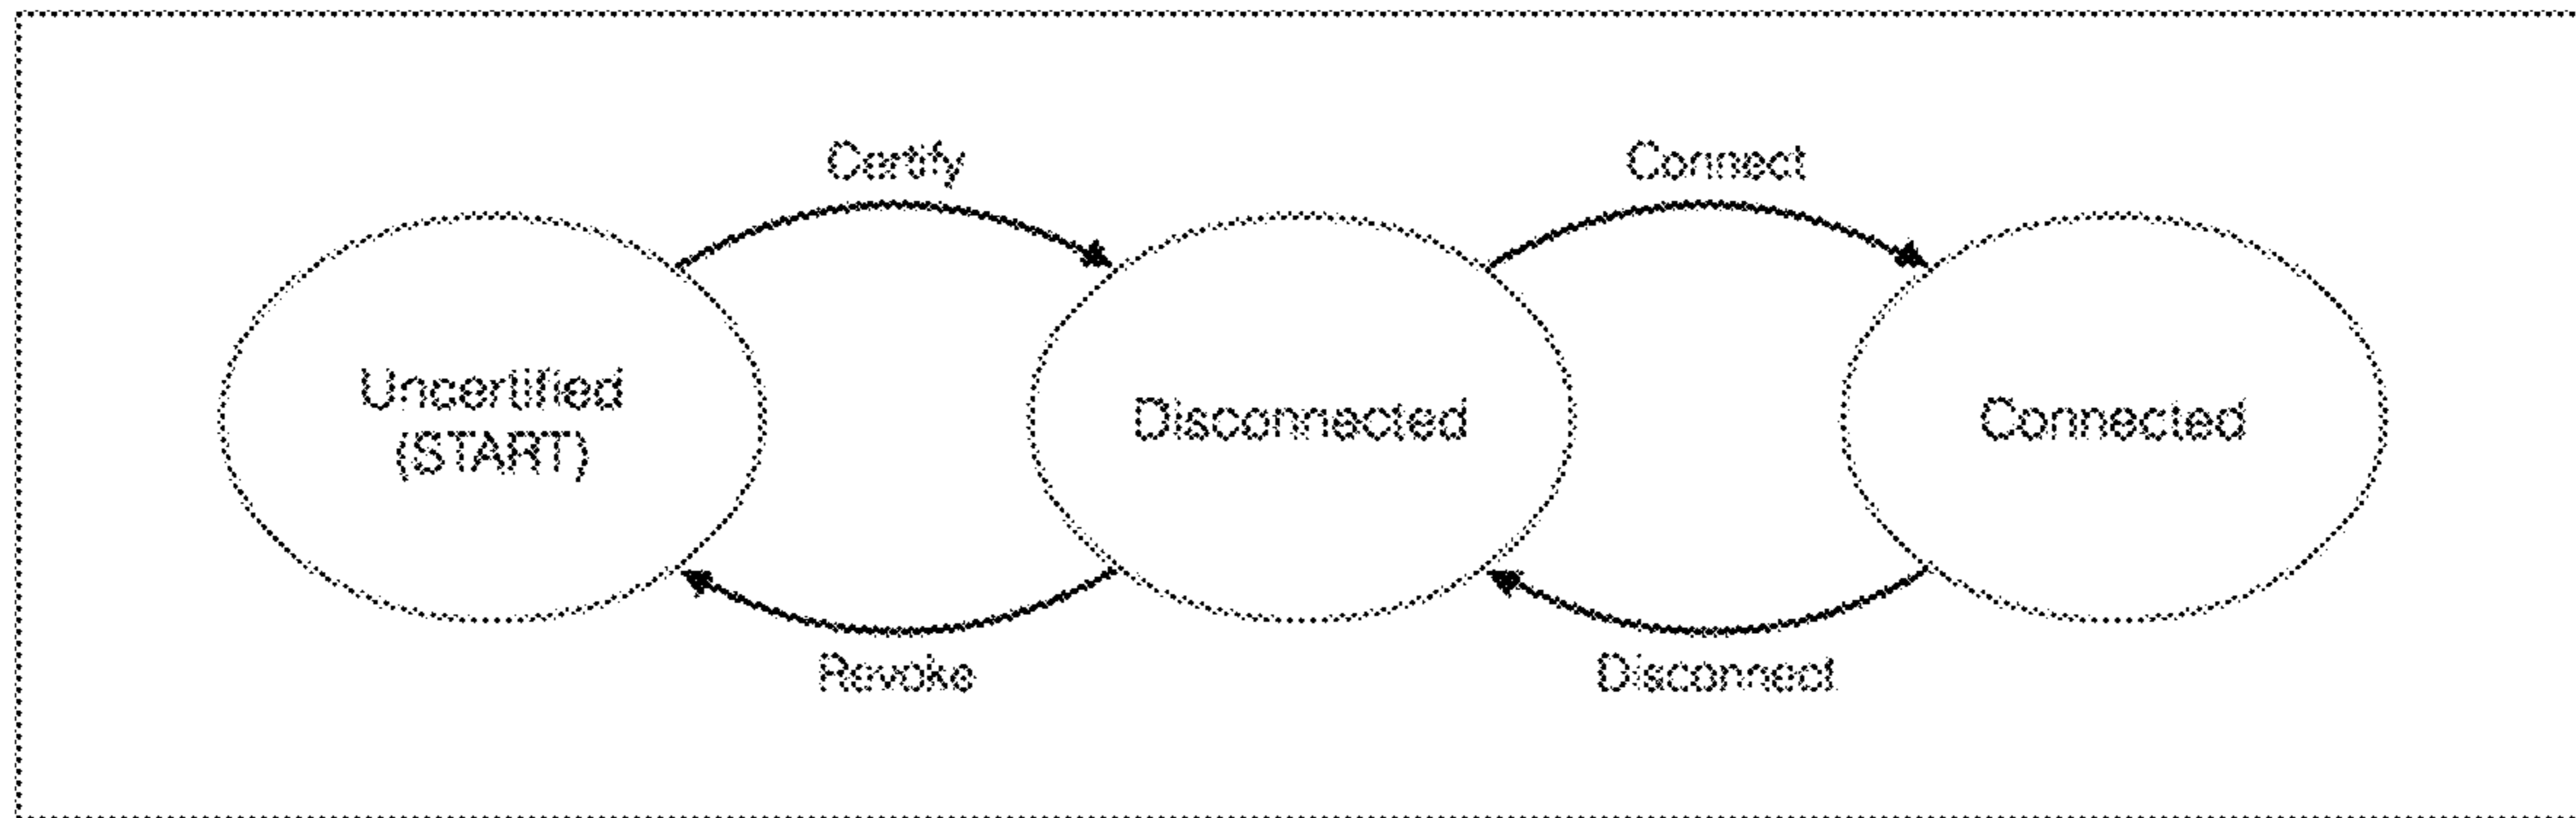 Certify
Connect
Uncertified
(START)
Disconnected
Connected
Revoke
Disconnect